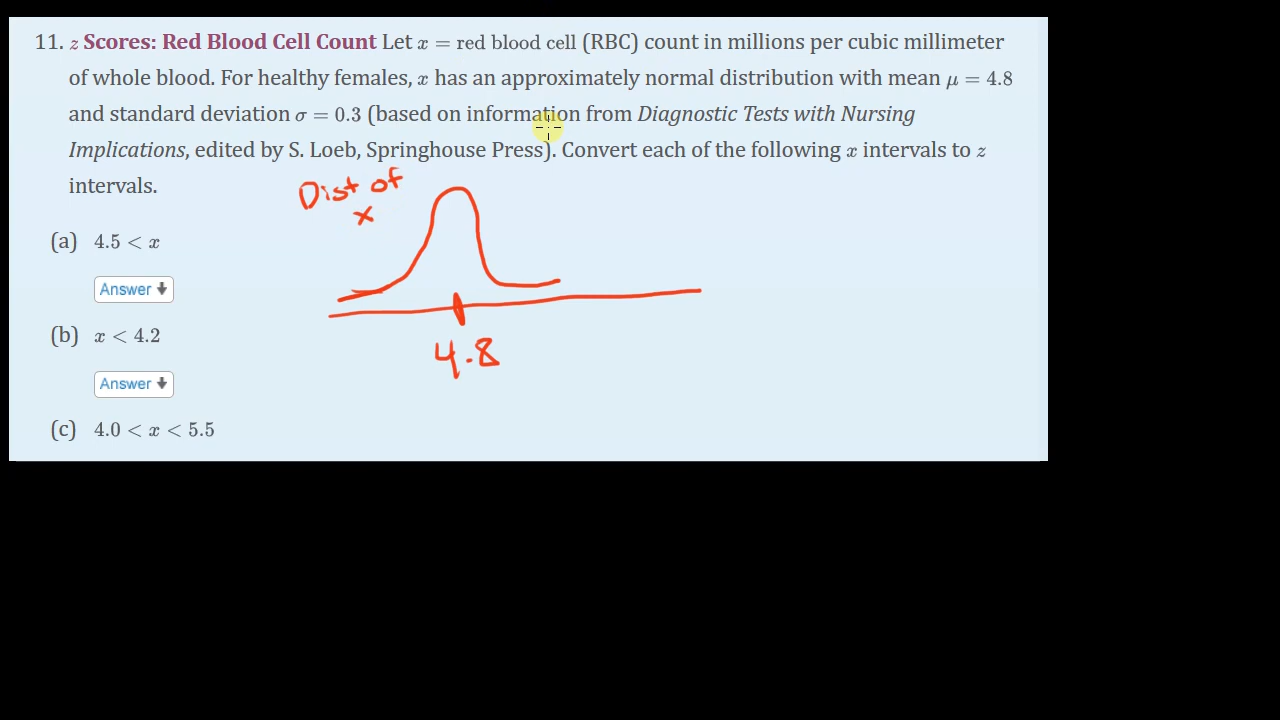 11. z Scores: Red Blood Cell Count Let x = red blood cell (RBC) count in millions per cubic millimeter
of whole blood. For healthy females, x has an approximately normal distribution with mean μ = 4.8
and standard deviation σ = 0.3 (based on information from Diagnostic Tests with Nursing
Implications, edited by S. Loeb, Springhouse Press). Convert each of the following x intervals to z
intervals.
Dist of
x
(a) 4.5 < x
Answer
(b) x < 4.2
4.8
Answer
(c) 4.0 < x < 5.5